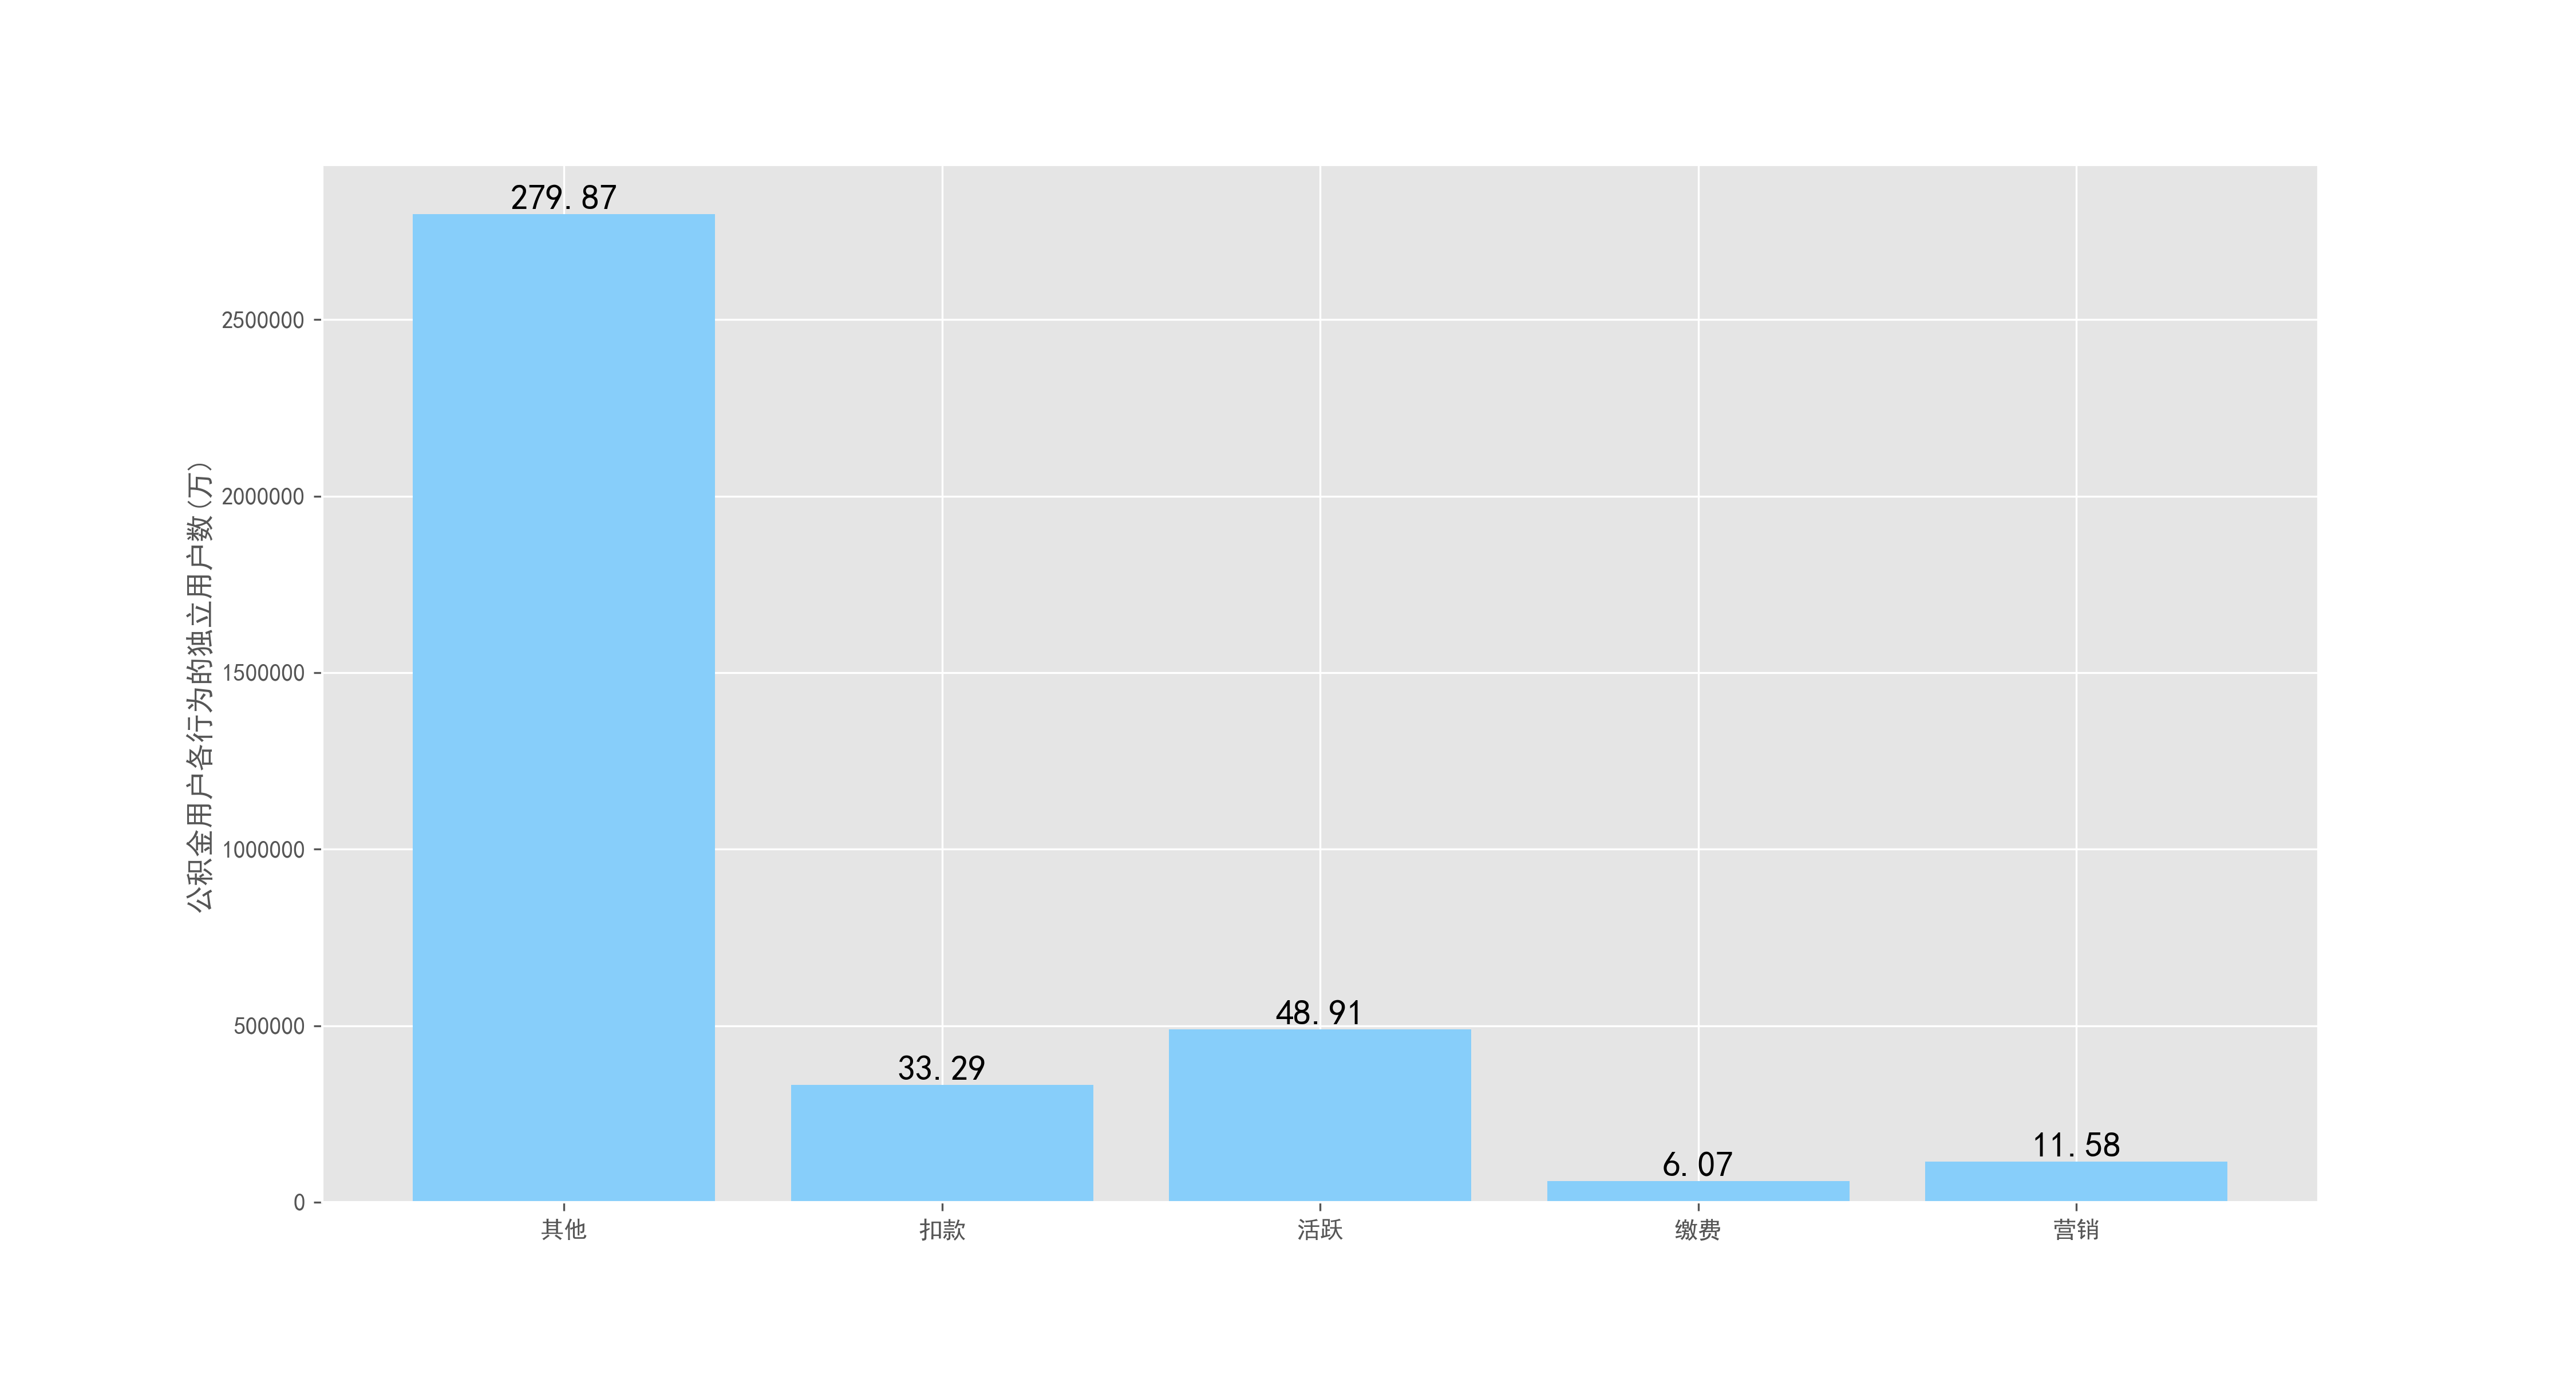 公积金用户各行为的独立用户数(万)
2500000
2000000
1500000
1000000
500000
0
279.87
33.29
48.91
6.07
11.58
其他
扣款
活跃
缴费
营销